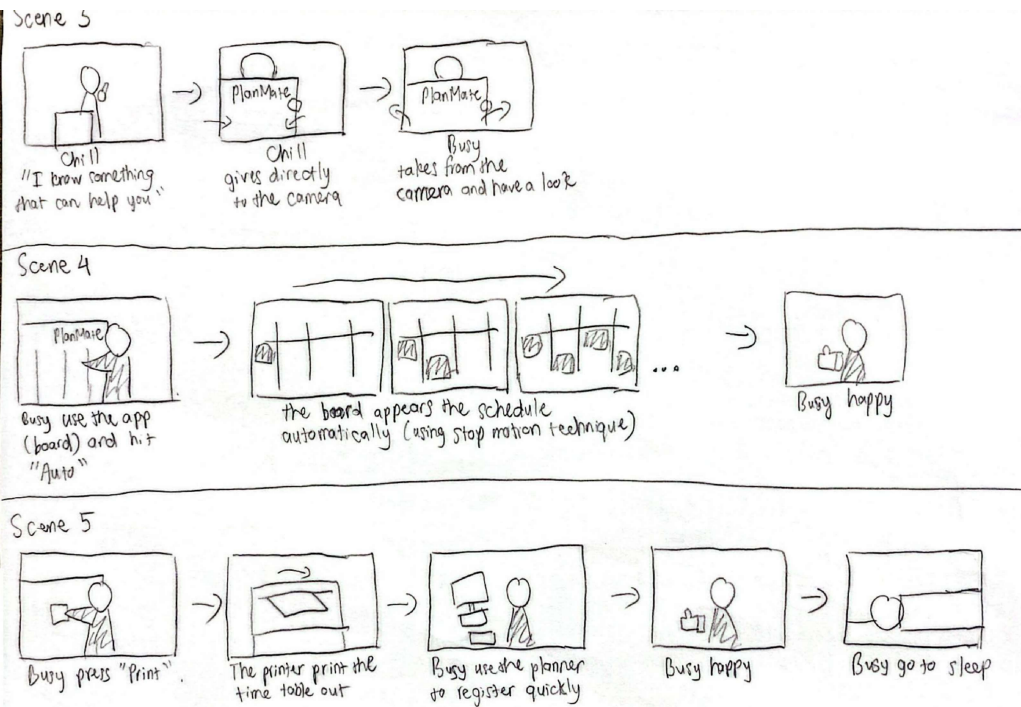 Scene 3
PlanMate
PlanMate
Chill
"I know something
that can help you"
Chill
gives directly
to the camera
Busy
takes from the
camera and have a look
Scene 4
PlanMate
Busy use the app
(board) and hit
"Auto"
the board appears the schedule
automatically (using stop motion technique)
...
Busy happy
Scene 5
Busy press "Print".
The printer print the
time table out
Busy use the planner
to register quickly
Busy happy
Busy go to sleep